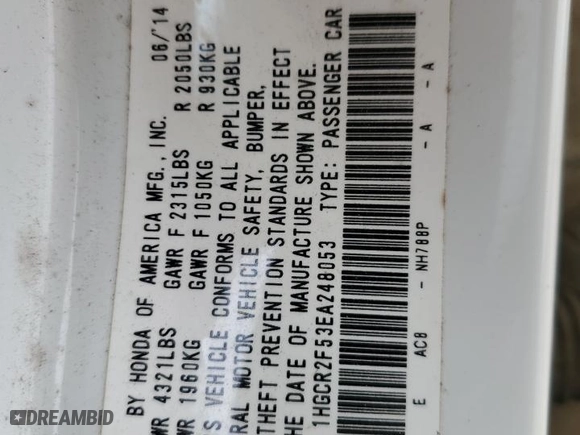 BY HONDA OF AMERICA MFG., INC. 06/'14
4321LBS GAWR F 2315LBS R 2050LBS
1960KG GAWR F 1050KG R 930KG
VEHICLE CONFORMS TO ALL APPLICABLE
MOTOR VEHICLE SAFETY, BUMPER,
THEFT PREVENTION STANDARDS IN EFFECT
DATE OF MANUFACTURE SHOWN ABOVE.
1HGCR2F53EA248053 TYPE: PASSENGER CAR
E AC8 - NH788P - A - A
DREAMBID